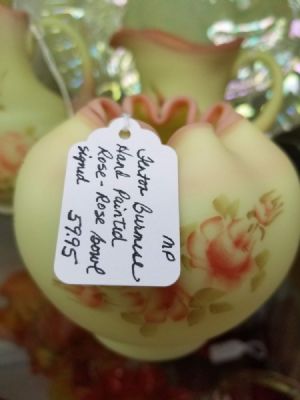 MP
Fenton Burmese
Hand Painted
Rose - Rose bowl
signed 59.95